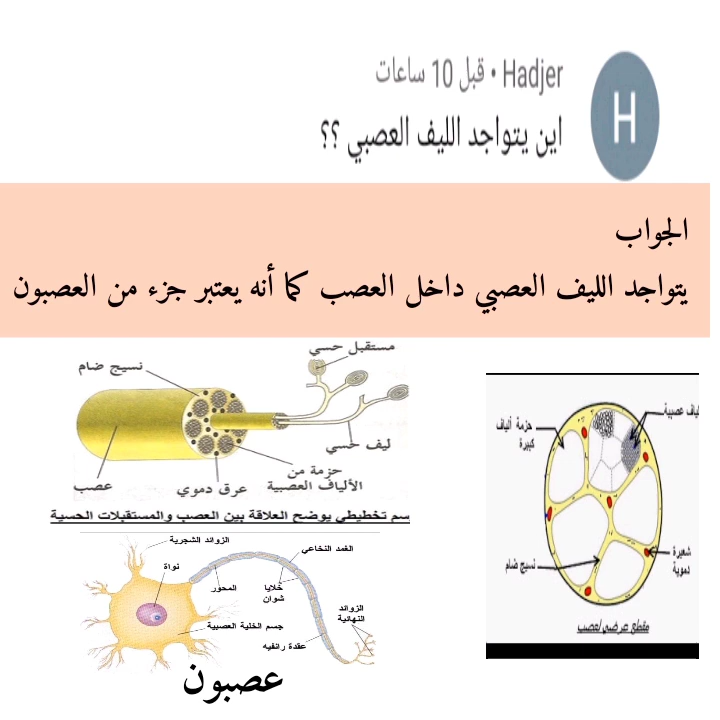 Hadjer • قبل 10 ساعات
H
اين يتواجد الليف العصبي ؟؟
الجواب
يتواجد الليف العصبي داخل العصب كما أنه يعتبر جزء من العصبون
مستقبل حسي
نسيج ضام
ليف حسي
حزمة من
الألياف العصبية
عرق دموي
عصب
سم تخطيطي يوضح العلاقة بين العصب والمستقبلات الحسية
ياف عصبية
حزمة ألياف
كبيرة
شعيرة
دموية
نسيج ضام
مقطع عرضي لعصب
الزوائد الشجرية
الغمد النخاعي
نواة
المحور
خلايا
شوان
الزوائد
النهائية
جسم الخلية العصبية
عقدة رانفيه
عصبون